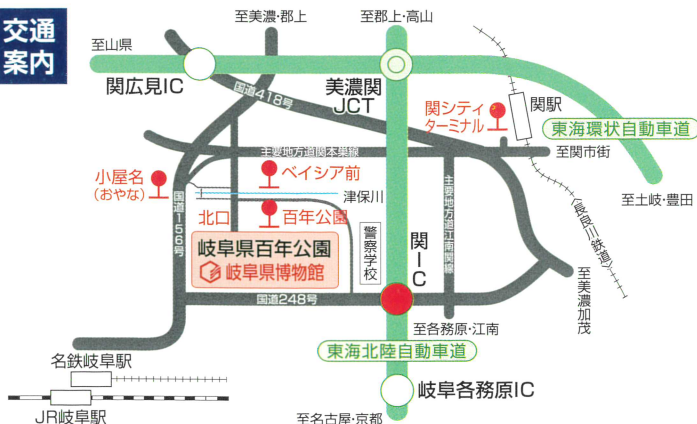 交通
案内
至美濃・郡上
至郡上・高山
至山県
関広見IC
国道418号
美濃関
JCT
関シティ
ターミナル
関駅
東海環状自動車道
主要地方道関本巣線
至関市街
小屋名
(おやな)
ベイシア前
津保川
主要地方道江南関線
至土岐・豊田
国道156号
北口
百年公園
警察学校
〈長良川鉄道〉
岐阜県百年公園
岐阜県博物館
関IC
国道248号
至美濃加茂
至各務原・江南
東海北陸自動車道
名鉄岐阜駅
岐阜各務原IC
JR岐阜駅
至名古屋・京都